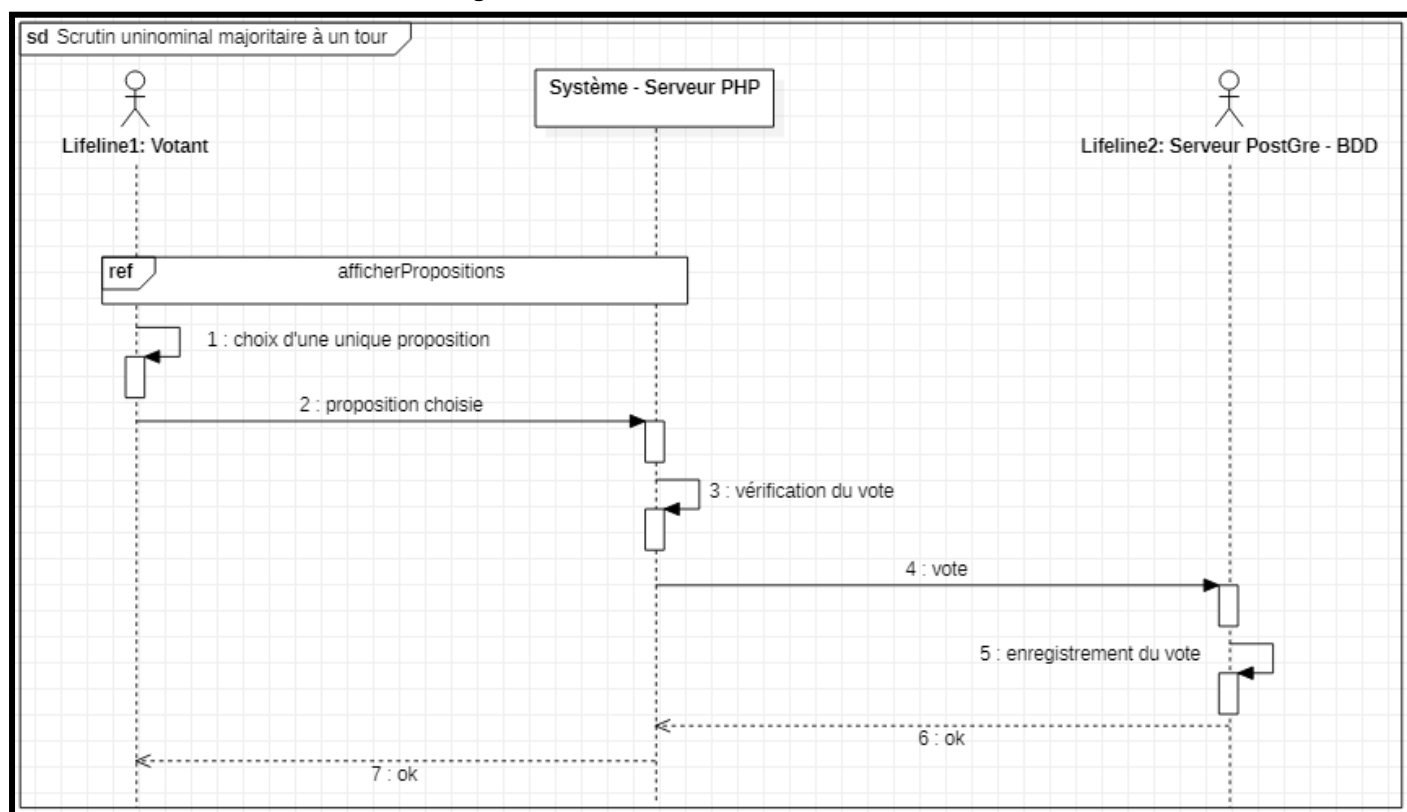 sd Scrutin uninominal majoritaire à un tour
Système - Serveur PHP
Lifeline1: Votant
Lifeline2: Serveur PostGre - BDD
ref afficherPropositions
1 : choix d'une unique proposition
2 : proposition choisie
3 : vérification du vote
4 : vote
5 : enregistrement du vote
6 : ok
7 : ok